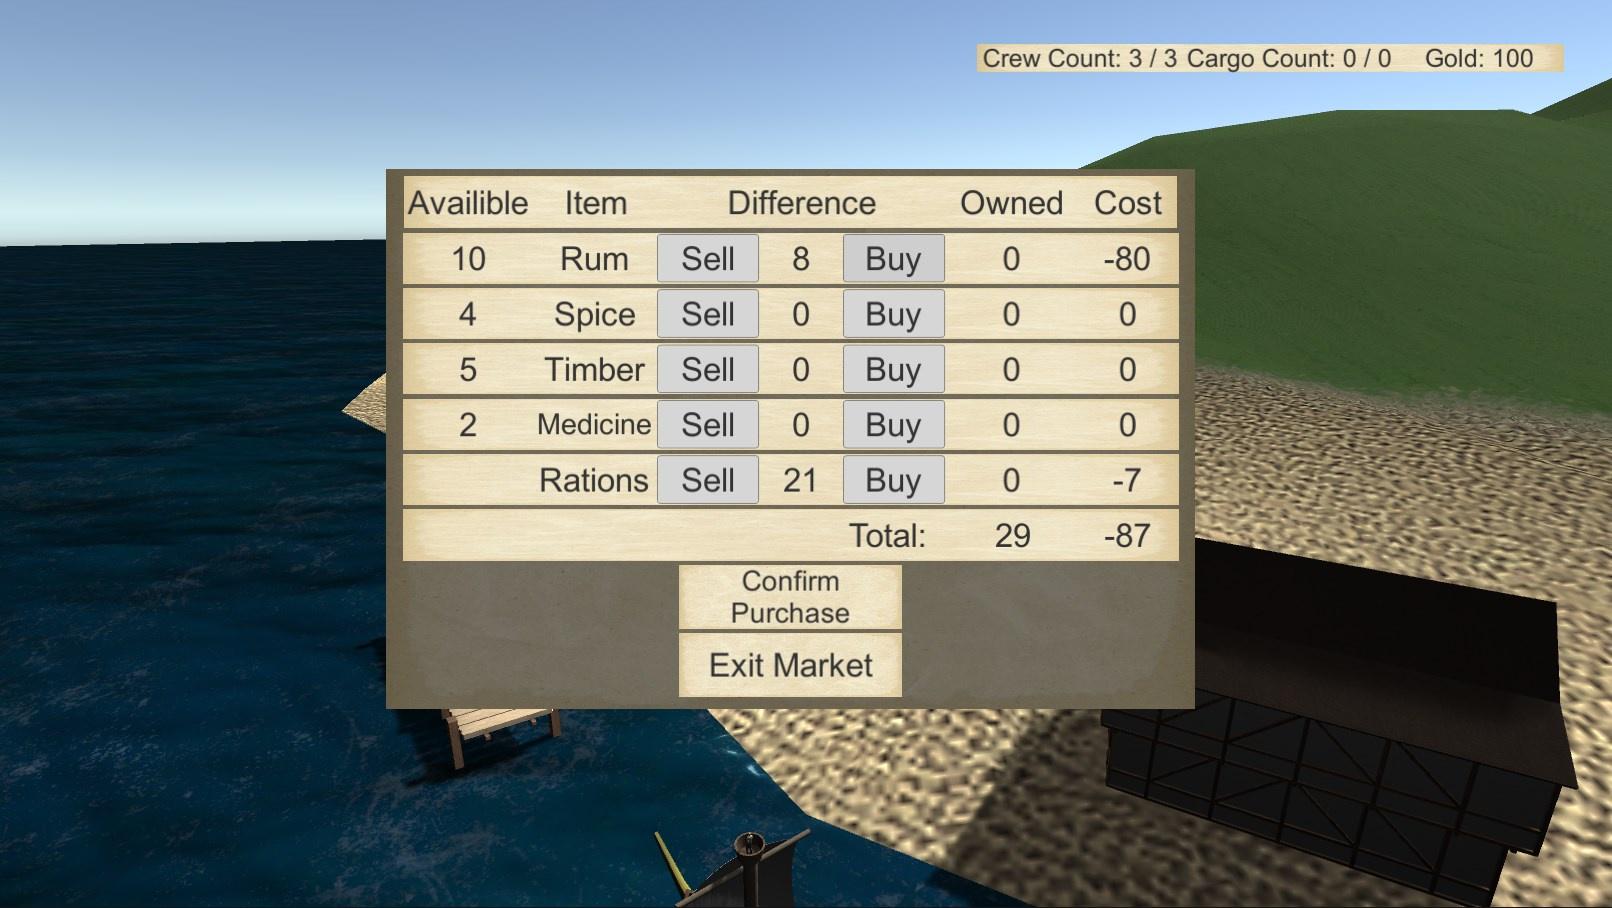 Crew Count: 3 / 3 Cargo Count: 0 / 0 Gold: 100
Availible Item Difference Owned Cost
10 Rum Sell 8 Buy 0 -80
4 Spice Sell 0 Buy 0 0
5 Timber Sell 0 Buy 0 0
2 Medicine Sell 0 Buy 0 0
Rations Sell 21 Buy 0 -7
Total: 29 -87
Confirm
Purchase
Exit Market